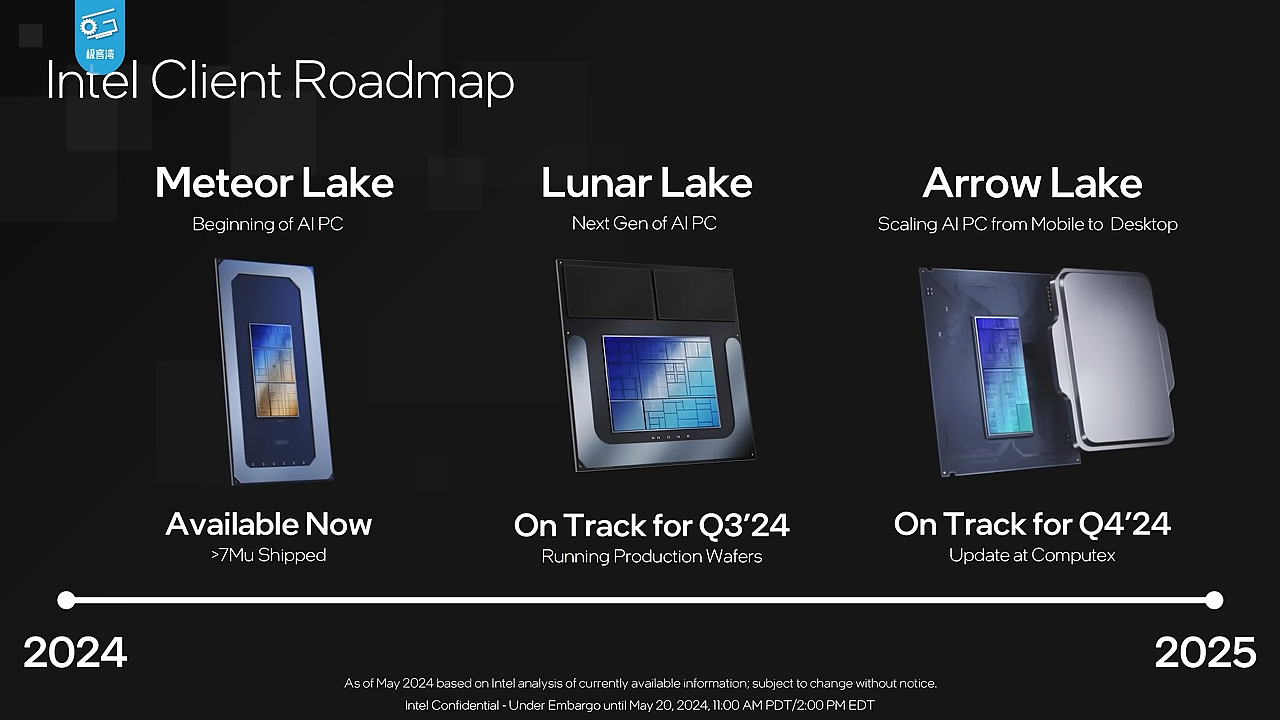 极客湾
Intel Client Roadmap
Meteor Lake
Beginning of AI PC
Lunar Lake
Next Gen of AI PC
Arrow Lake
Scaling AI PC from Mobile to Desktop
Available Now
>7Mu Shipped
On Track for Q3'24
Running Production Wafers
On Track for Q4'24
Update at Computex
2024
2025
As of May 2024 based on Intel analysis of currently available information; subject to change without notice.
Intel Confidential - Under Embargo until May 20, 2024, 11:00 AM PDT/2:00 PM EDT